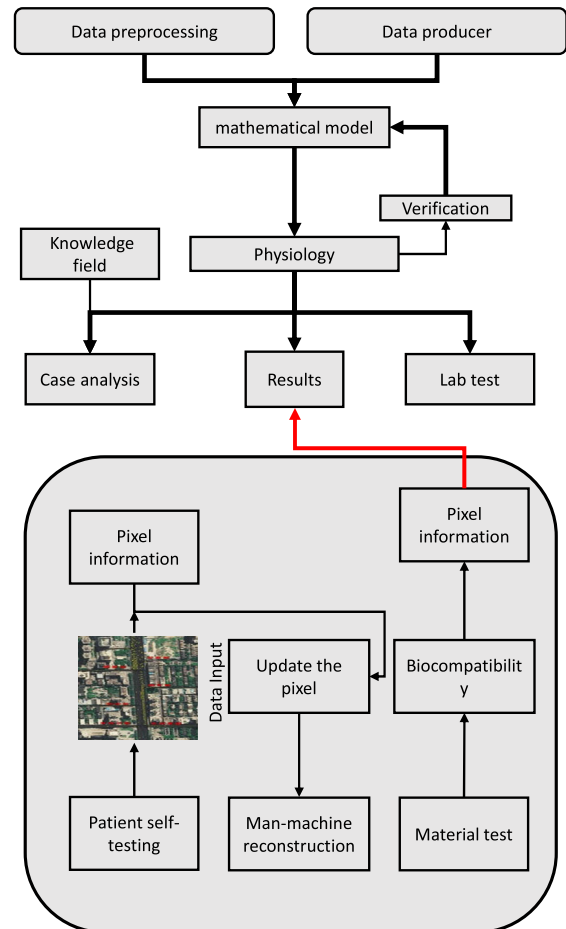 Data preprocessing
Data producer
mathematical model
Verification
Knowledge
field
Physiology
Case analysis
Results
Lab test
Pixel
information
Pixel
information
Data Input
Update the
pixel
Biocompatibilit
y
Patient self-
testing
Man-machine
reconstruction
Material test